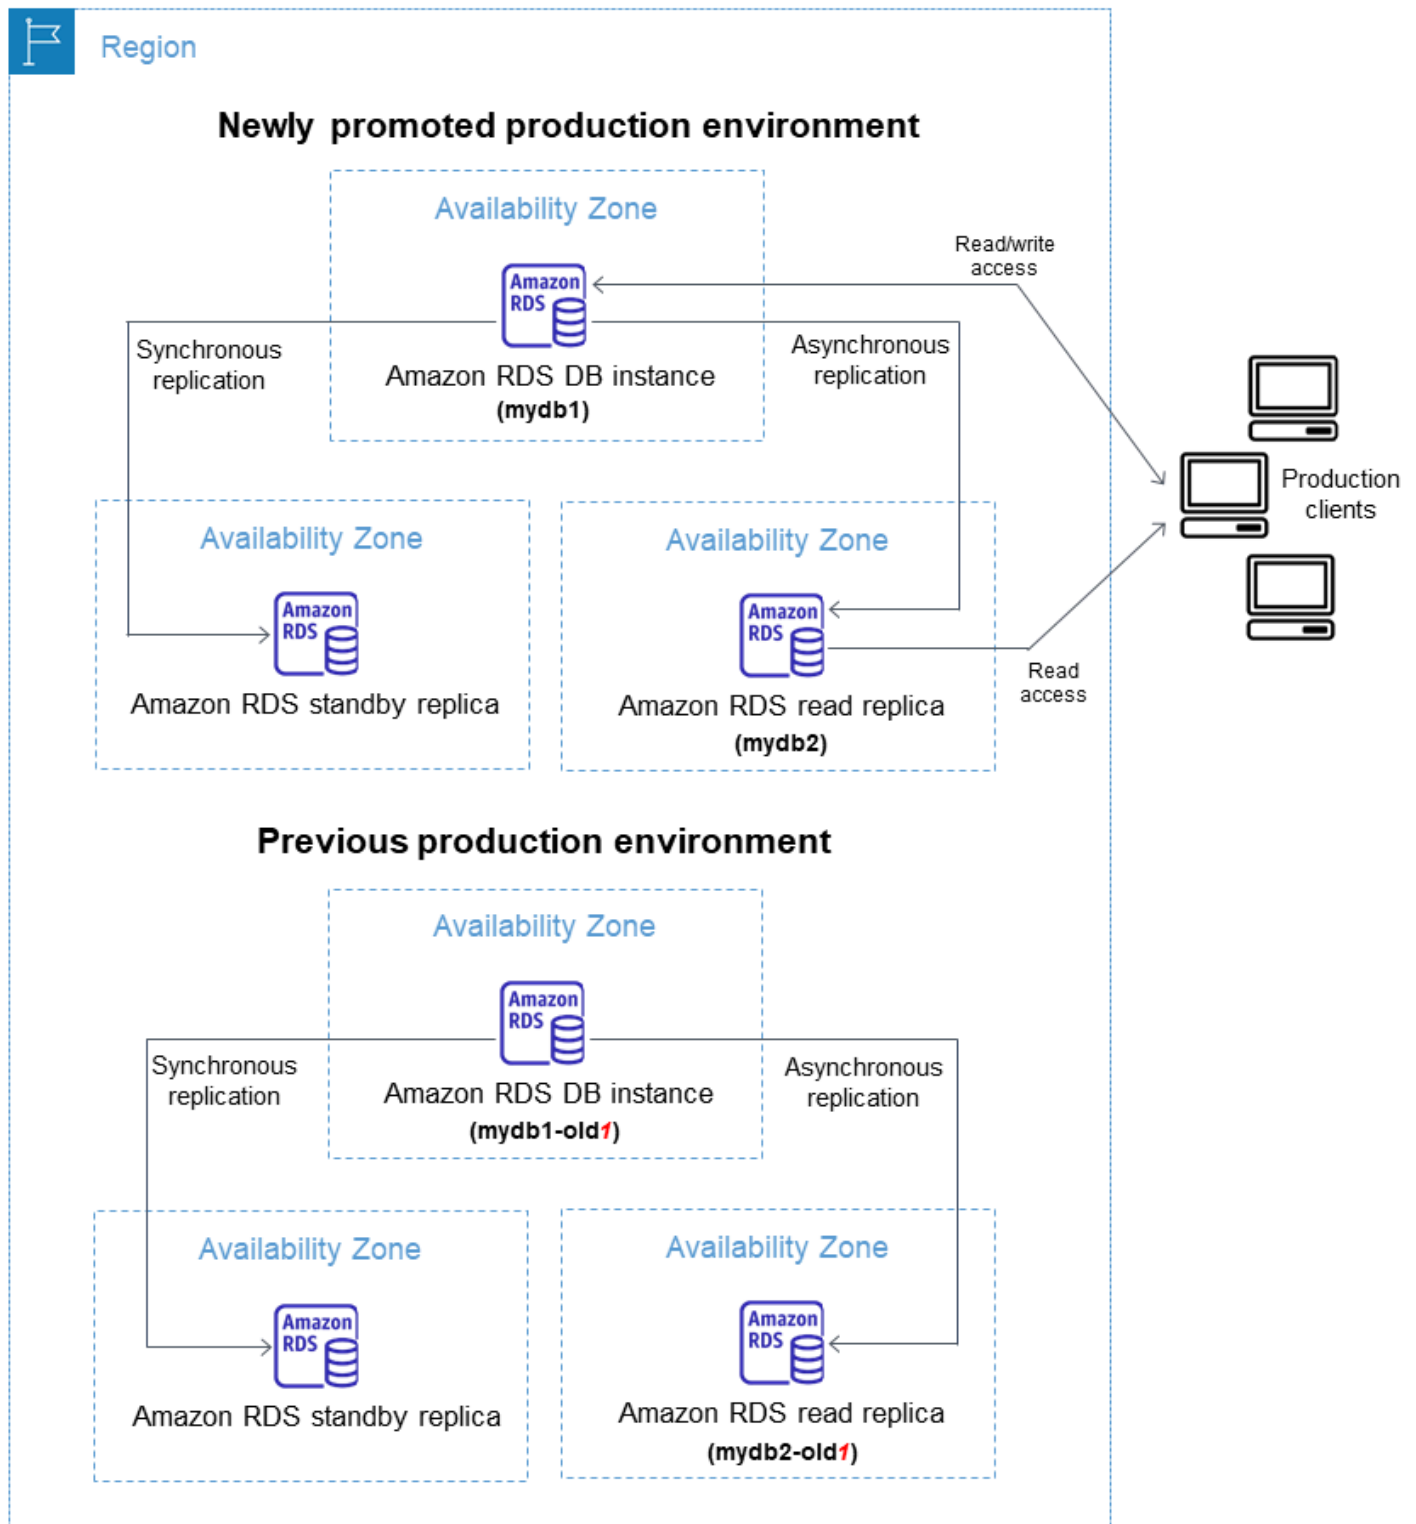 Region
Newly promoted production environment
Availability Zone
Read/write
access
Amazon
RDS
Synchronous
replication
Asynchronous
replication
Amazon RDS DB instance
(mydb1)
Production
clients
Availability Zone
Amazon
RDS
Amazon RDS standby replica
Availability Zone
Amazon
RDS
Read
access
Amazon RDS read replica
(mydb2)
Previous production environment
Availability Zone
Amazon
RDS
Synchronous
replication
Asynchronous
replication
Amazon RDS DB instance
(mydb1-old1)
Availability Zone
Amazon
RDS
Amazon RDS standby replica
Availability Zone
Amazon
RDS
Amazon RDS read replica
(mydb2-old1)